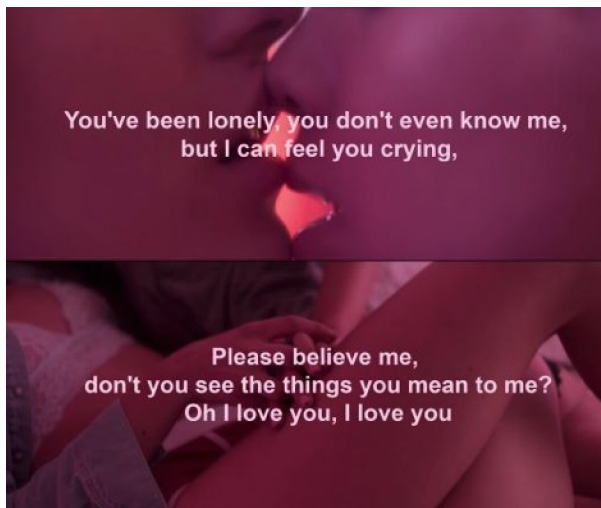 You've been lonely, you don't even know me,
but I can feel you crying,
Please believe me,
don't you see the things you mean to me?
Oh I love you, I love you